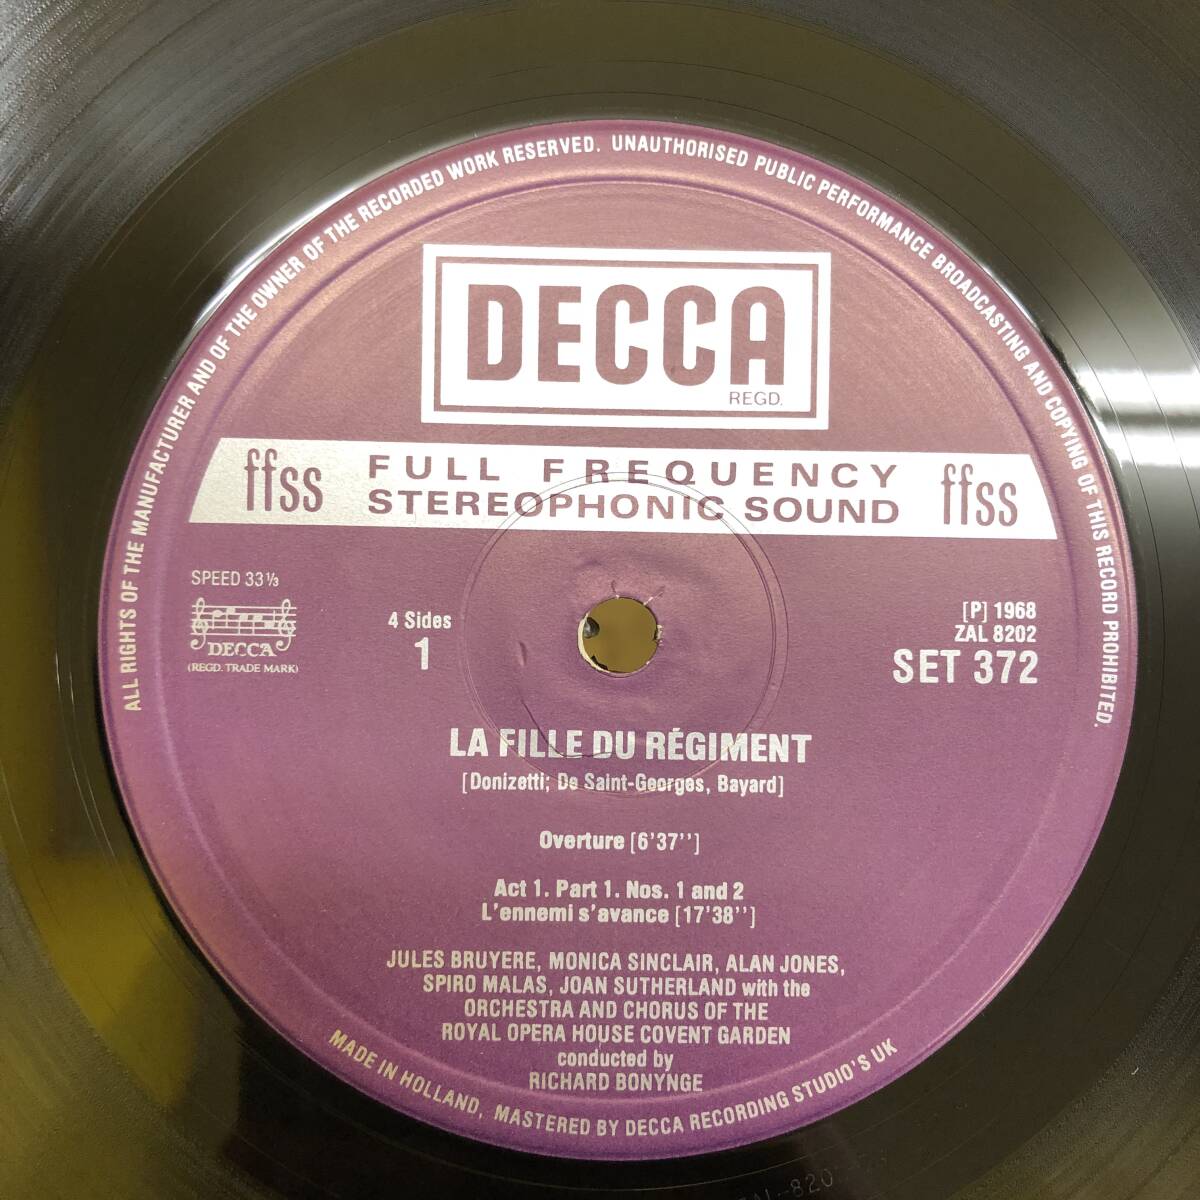 ALL RIGHTS OF THE MANUFACTURER AND OF THE OWNER OF THE RECORDED WORK RESERVED. UNAUTHORISED PUBLIC PERFORMANCE BROADCASTING AND COPYING OF THIS RECORD PROHIBITED.
DECCA
REGD.
ffss FULL FREQUENCY ffss
STEREOPHONIC SOUND
SPEED 33⅓
DECCA
(REGD. TRADE MARK)
4 Sides
1
[P] 1968
ZAL 8202
SET 372
LA FILLE DU RÉGIMENT
[Donizetti; De Saint-Georges, Bayard]
Overture [6'37'']
Act 1. Part 1. Nos. 1 and 2
L'ennemi s'avance [17'38'']
JULES BRUYERE, MONICA SINCLAIR, ALAN JONES,
SPIRO MALAS, JOAN SUTHERLAND with the
ORCHESTRA AND CHORUS OF THE
ROYAL OPERA HOUSE COVENT GARDEN
conducted by
RICHARD BONYNGE
MADE IN HOLLAND, MASTERED BY DECCA RECORDING STUDIO'S UK